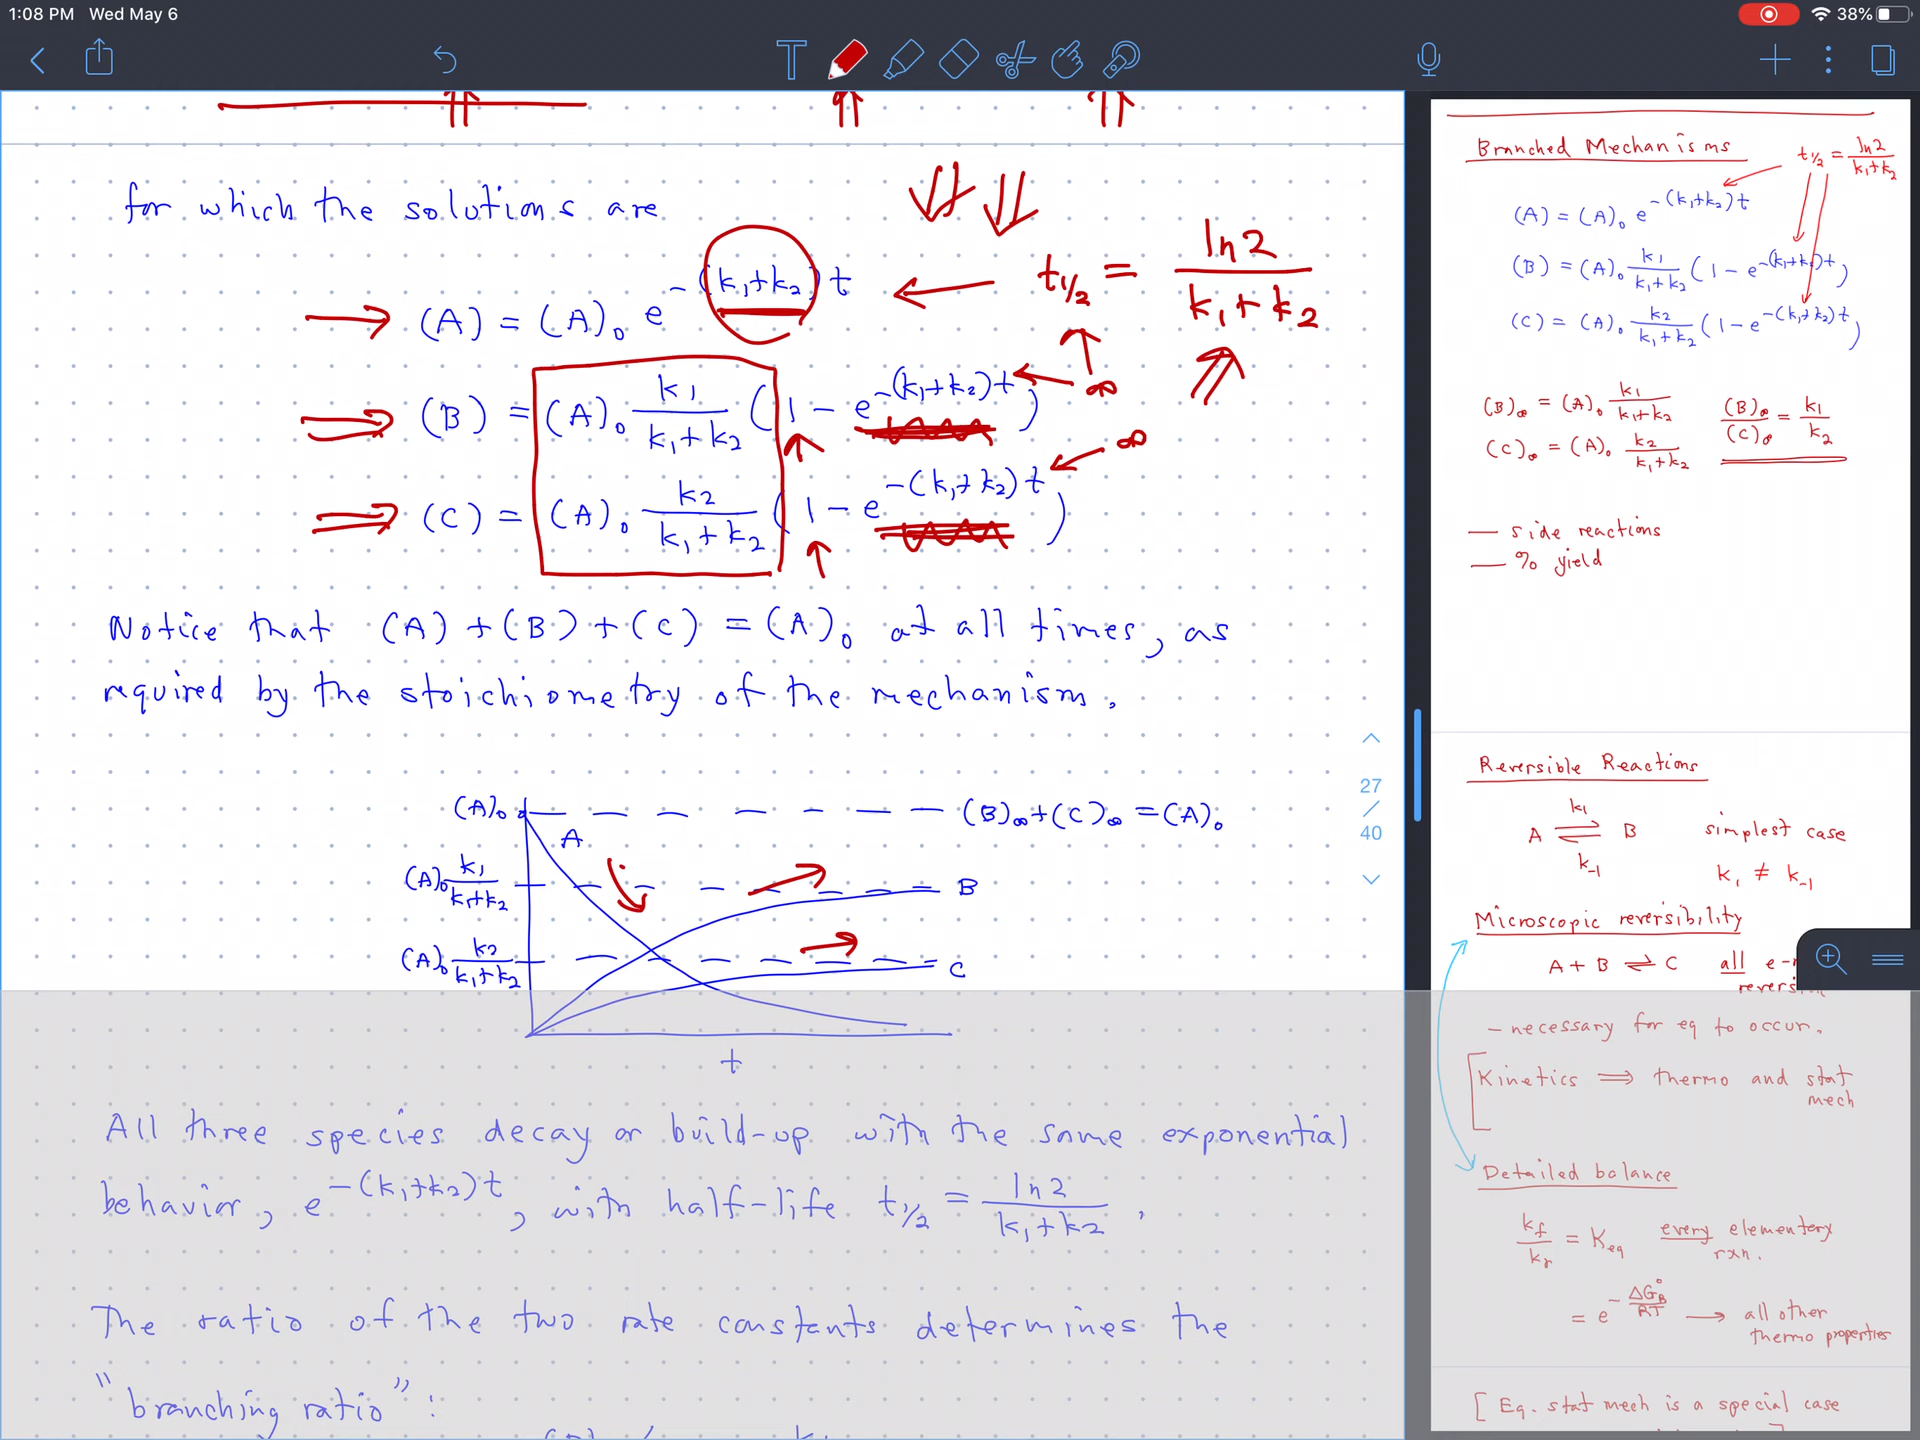 1:08 PM Wed May 6
38%
for which the solutions are
(A) = (A)₀ e^-(k₁+k₂)t
t₁/₂ = ln2 / k₁+k₂
(B) = (A)₀ k₁/k₁+k₂ (1 - e^-(k₁+k₂)t) ∞
(C) = (A)₀ k₂/k₁+k₂ (1 - e^-(k₁+k₂)t) ∞
Notice that (A) + (B) + (C) = (A)₀ at all times, as
required by the stoichiometry of the mechanism.
(A)₀
(B)∞+(C)∞ = (A)₀
A
(A)₀ k₁/k₁+k₂
B
(A)₀ k₂/k₁+k₂
C
t
27
/
40
All three species decay or build-up with the same exponential
behavior, e^-(k₁+k₂)t, with half-life t₁/₂ = ln2 / k₁+k₂ .
The ratio of the two rate constants determines the
"branching ratio":
Branched Mechanisms
t₁/₂ = ln2 / k₁+k₂
(A) = (A)₀ e^-(k₁+k₂)t
(B) = (A)₀ k₁/k₁+k₂ (1 - e^-(k₁+k₂)t)
(C) = (A)₀ k₂/k₁+k₂ (1 - e^-(k₁+k₂)t)
(B)∞ = (A)₀ k₁/k₁+k₂
(C)∞ = (A)₀ k₂/k₁+k₂
(B)∞/(C)∞ = k₁/k₂
— side reactions
— % yield
Reversible Reactions
A ⇌ B
k₁
k₋₁
simplest case
k₁ ≠ k₋₁
Microscopic reversibility
A + B ⇌ C all e-
revers
- necessary for eq to occur.
[Kinetics ⟹ thermo and stat
mech
Detailed balance
kf/kr = Keq every elementary
rxn.
= e^-ΔG°R/RT → all other
thermo properties
[ Eq. stat mech is a special case